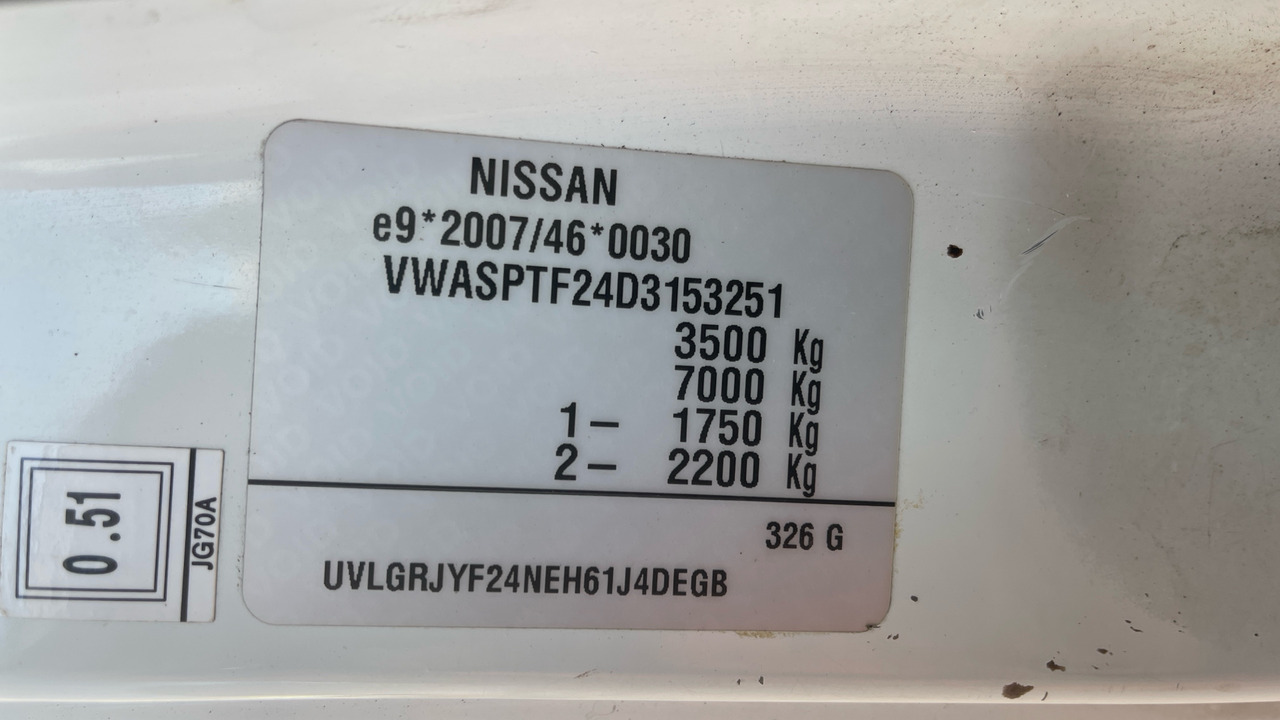 NISSAN
e9*2007/46*0030
VWASPTF24D3153251
3500 Kg
7000 Kg
1- 1750 Kg
2- 2200 Kg
326 G
UVLGRJYF24NEH61J4DEGB
0.51
JG70A